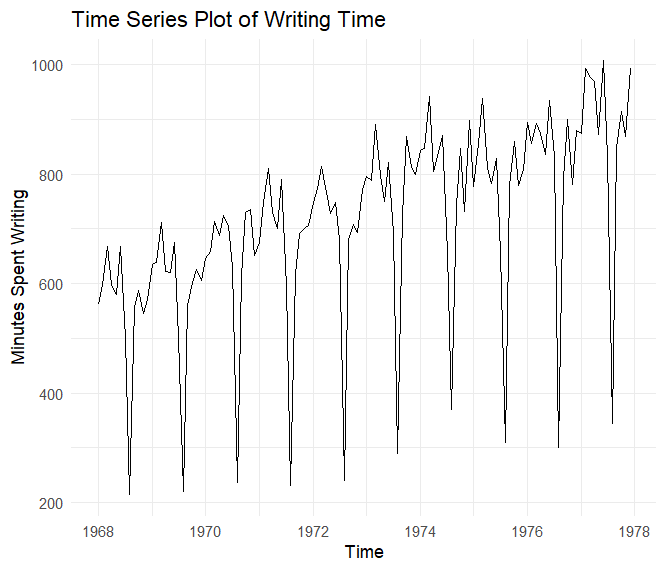 Time Series Plot of Writing Time
Minutes Spent Writing
1000
800
600
400
200
1968 1970 1972 1974 1976 1978
Time